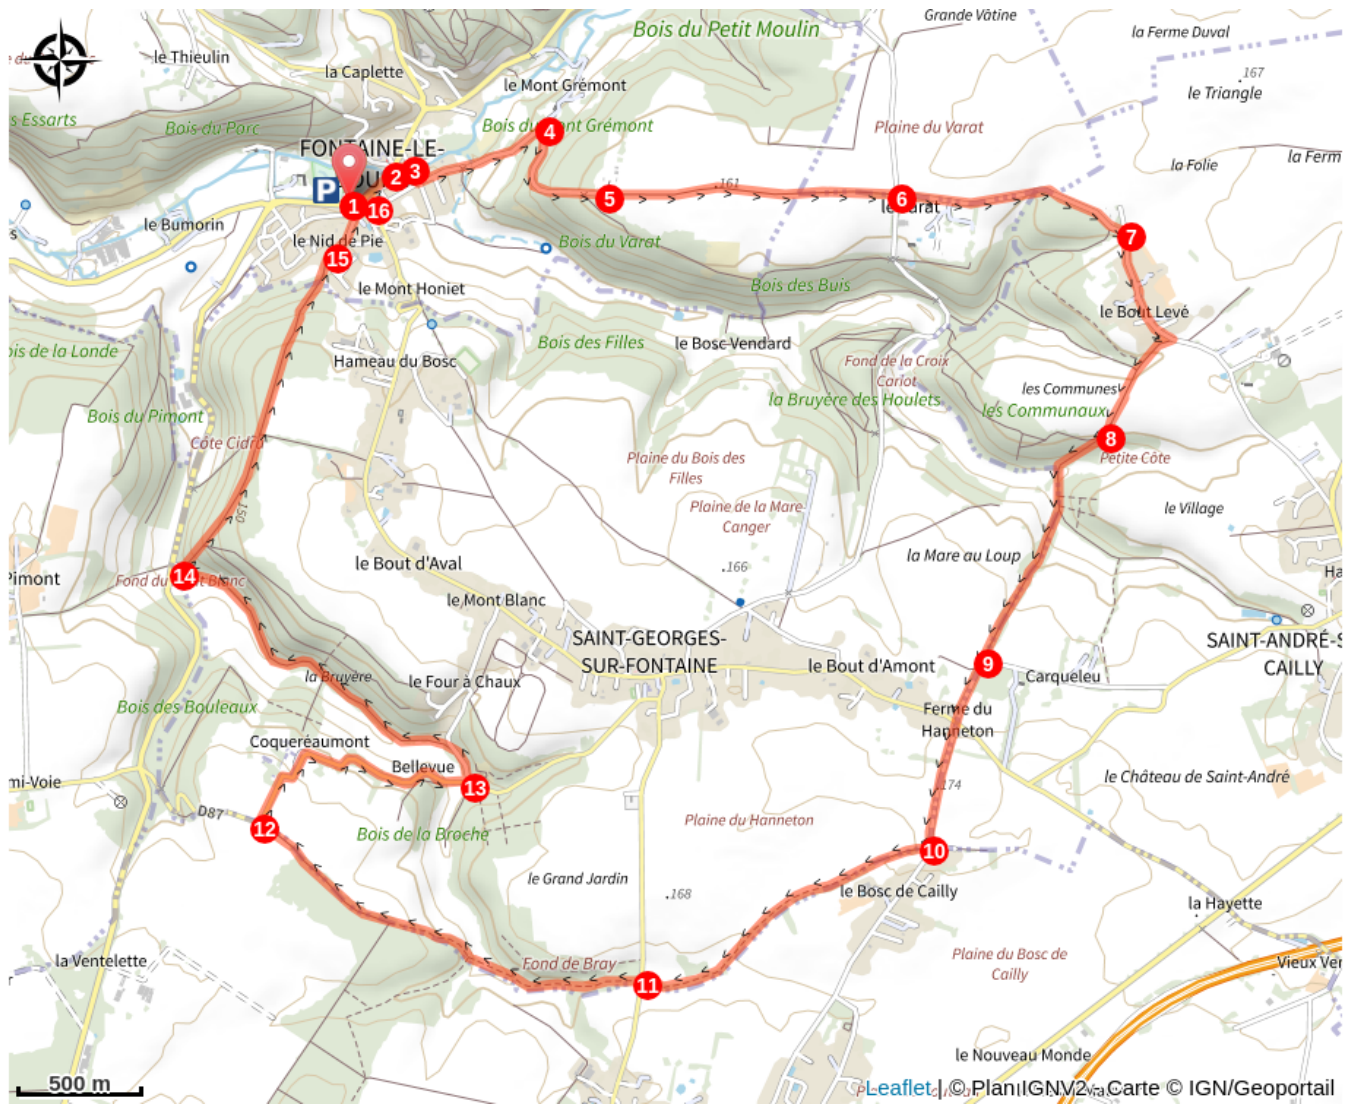 Grande Vâtine
Bois du Petit Moulin
la Ferme Duval
le Thieulin
la Caplette
le Mont Grémont
167
le Triangle
s Essarts
Bois du Parc
Bois du Mont Grémont
4
Plaine du Varat
FONTAINE-LE-
la Ferm
la Folie
3
2
P
161
5
6
1
16
le Varat
le Bumorin
le Nid de Pie
Bois du Varat
7
15
le Mont Honiet
Bois des Buis
le Bout Levé
ois de la Londe
Hameau du Bosc
Bois des Filles
le Bosc Vendard
Fond de la Croix
Cariot
les Communes
la Bruyère des Houlets
les Communaux
Bois du Pimont
Côte Cidre
8
Petite Côte
Plaine du Bois des
Filles
150
Plaine de la Mare
Canger
le Village
la Mare au Loup
Pimont
14
le Bout d'Aval
166
Ha
le Mont Blanc
SAINT-GEORGES-
SUR-FONTAINE
SAINT-ANDRÉ-S
CAILLY
9
le Bout d'Amont
la Bruyère
le Four à Chaux
Carqueleu
Bois des Bouleaux
Ferme du
Hanneton
Coqueréaumont
Bellevue
mi-Voie
13
le Château de Saint-André
174
D87
12
Bois de la Broche
Plaine du Hanneton
10
le Grand Jardin
le Bosc de Cailly
168
la Hayette
la Ventelette
Fond de Bray
Plaine du Bosc de
Cailly
Vieux Ver
11
le Nouveau Monde
500 m
Leaflet | © Plan IGNV2 - Carte © IGN/Geoportail